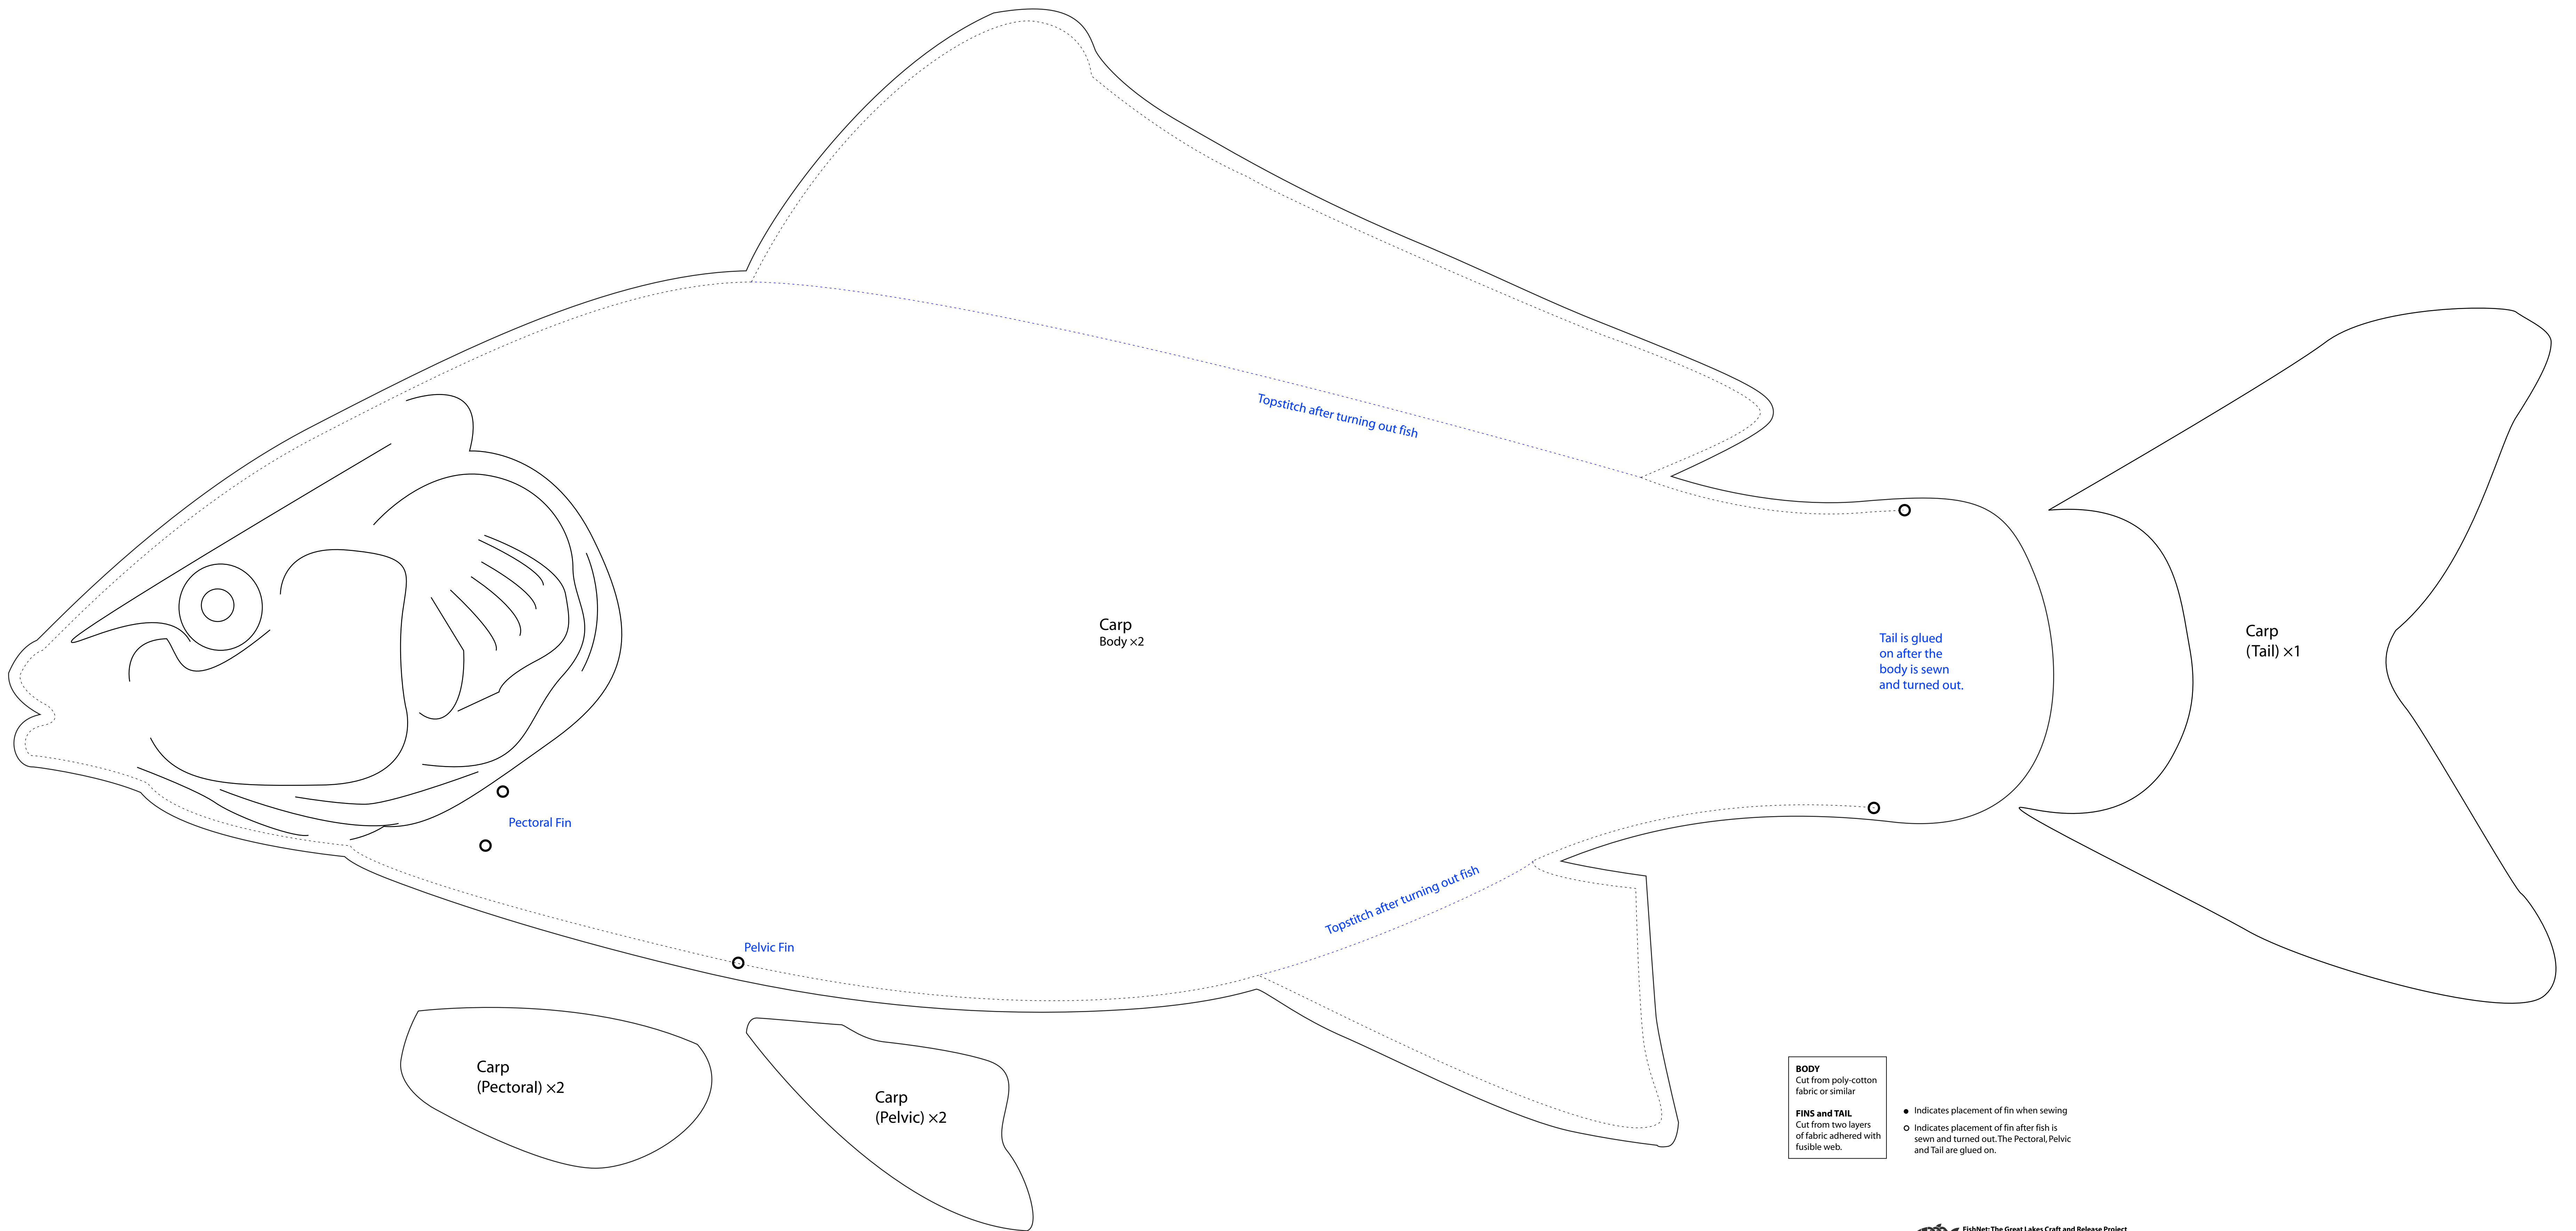 Topstitch after turning out fish
Carp
Body ×2
Tail is glued
on after the
body is sewn
and turned out.
Carp
(Tail) ×1
Pectoral Fin
Topstitch after turning out fish
Pelvic Fin
Carp
(Pectoral) ×2
Carp
(Pelvic) ×2
BODY
Cut from poly-cotton
fabric or similar
FINS and TAIL
Cut from two layers
of fabric adhered with
fusible web.
Indicates placement of fin when sewing
Indicates placement of fin after fish is
sewn and turned out. The Pectoral, Pelvic
and Tail are glued on.
FishNet: The Great Lakes Craft and Release Project